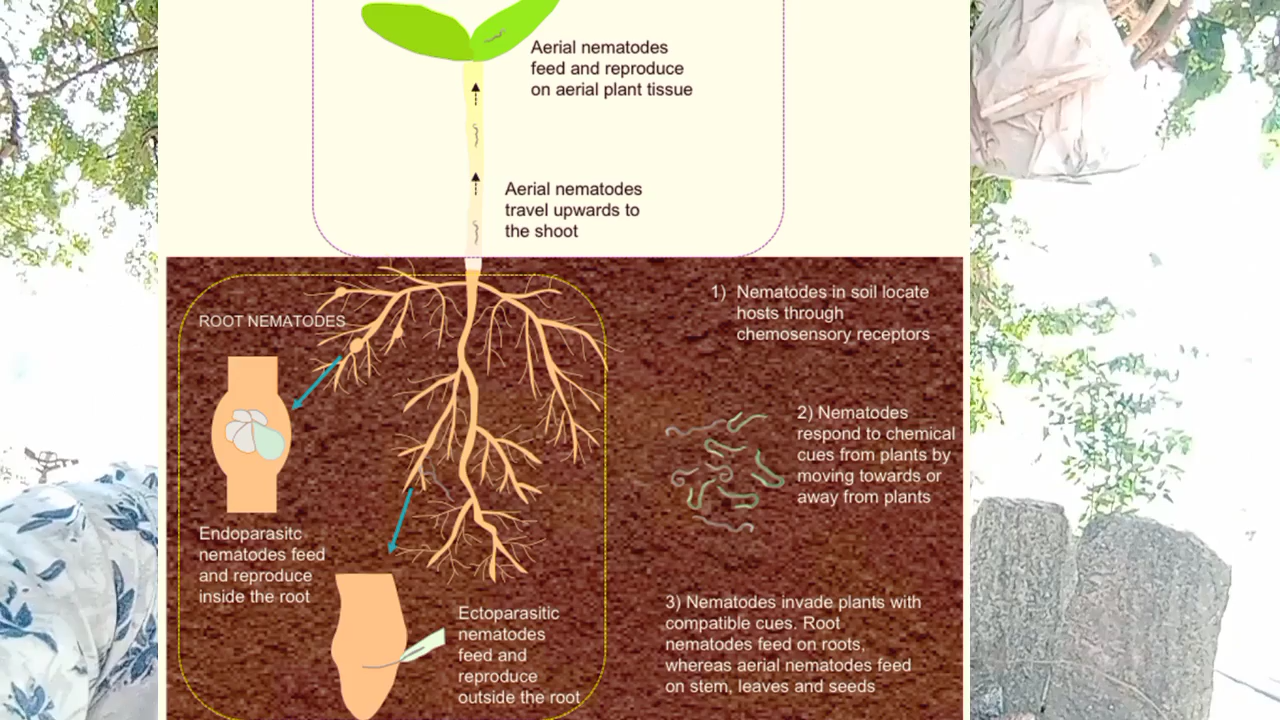 Aerial nematodes
feed and reproduce
on aerial plant tissue
Aerial nematodes
travel upwards to
the shoot
ROOT NEMATODES
Endoparasitc
nematodes feed
and reproduce
inside the root
Ectoparasitic
nematodes
feed and
reproduce
outside the root
1) Nematodes in soil locate
hosts through
chemosensory receptors
2) Nematodes
respond to chemical
cues from plants by
moving towards or
away from plants
3) Nematodes invade plants with
compatible cues. Root
nematodes feed on roots,
whereas aerial nematodes feed
on stem, leaves and seeds